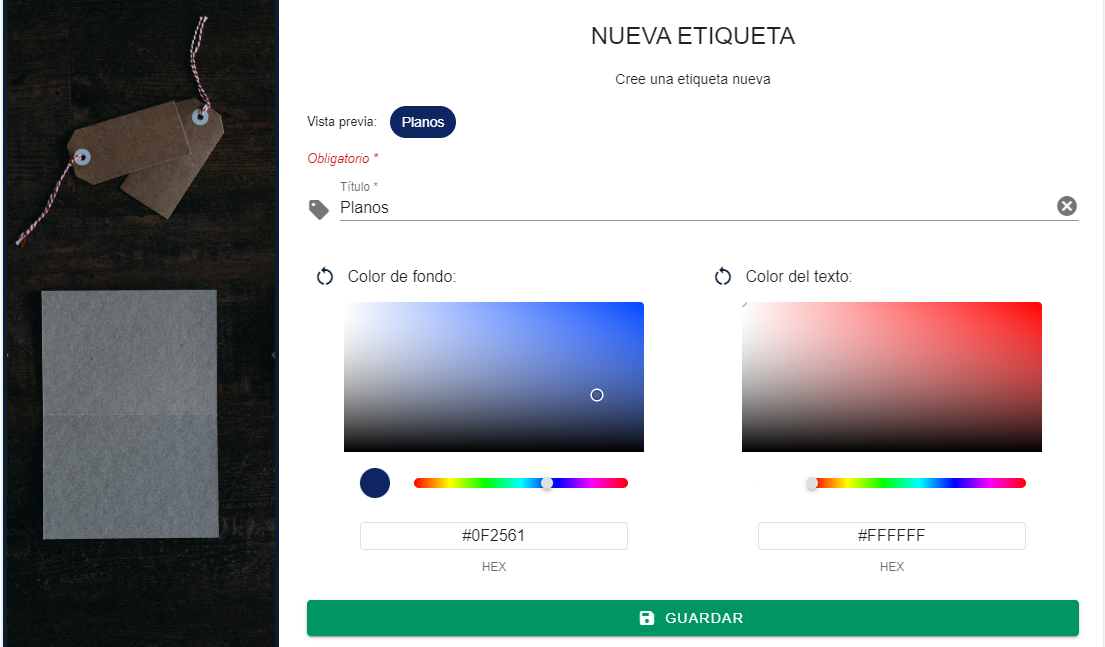 NUEVA ETIQUETA
Cree una etiqueta nueva
Vista previa: Planos
Obligatorio *
Título *
Planos
Color de fondo:
Color del texto:
#0F2561
#FFFFFF
HEX
HEX
GUARDAR